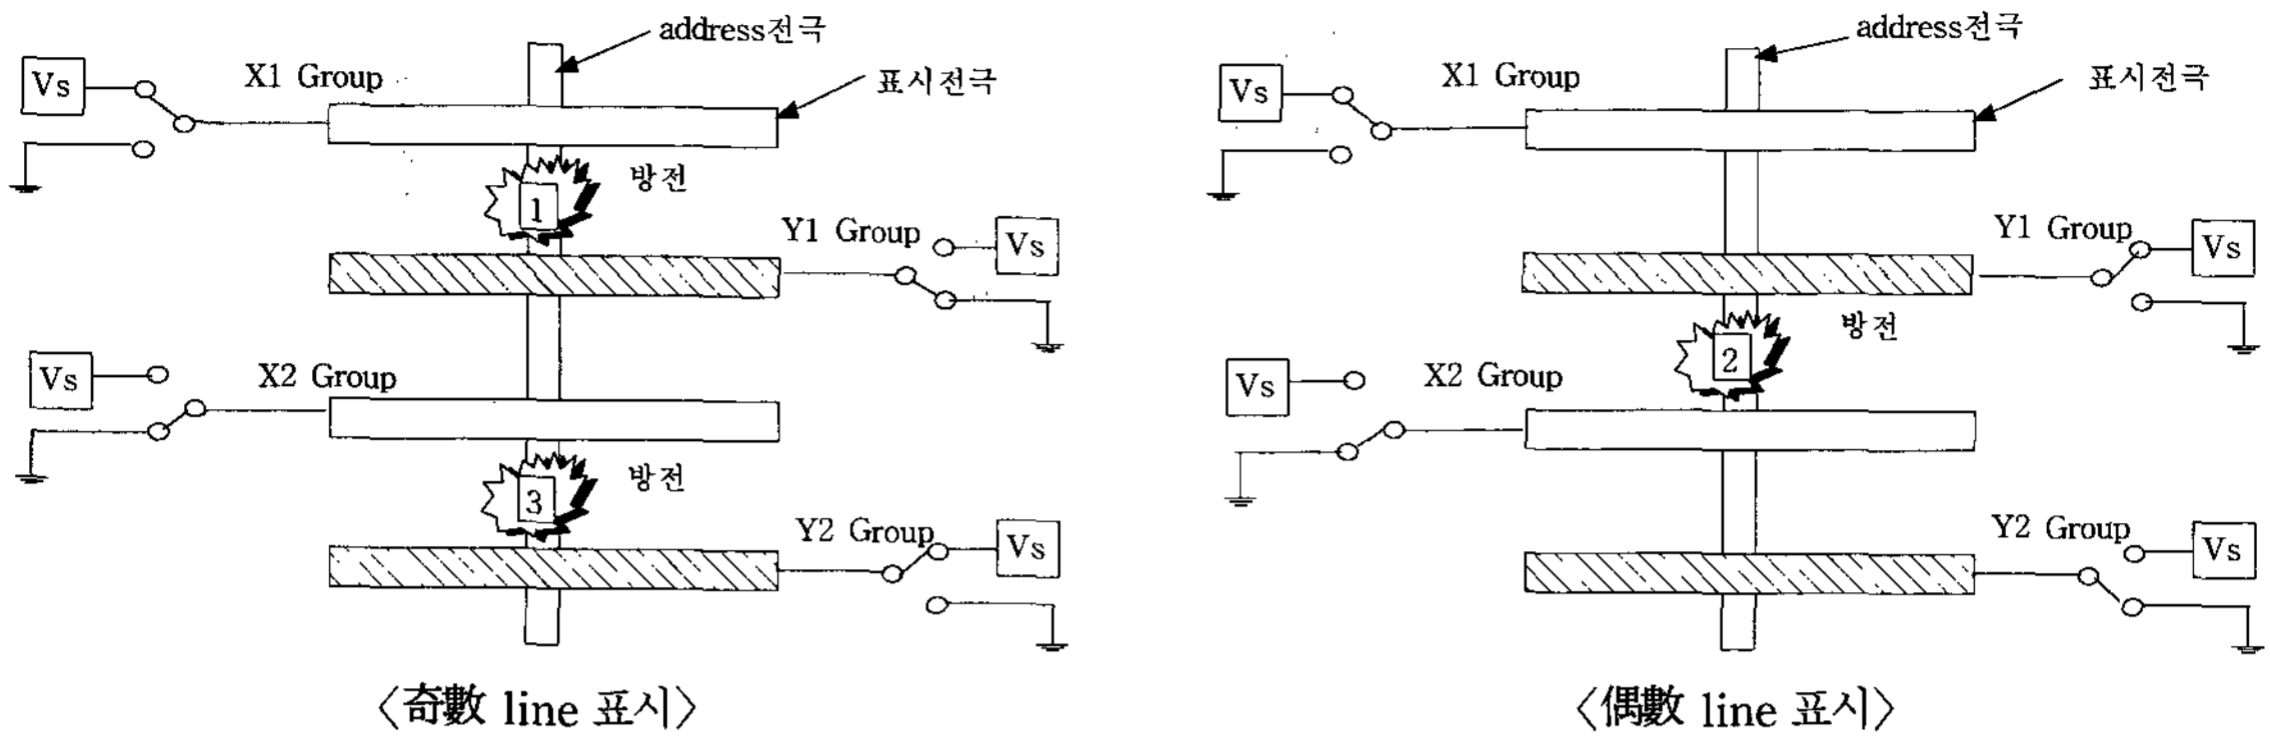 address전극
Vs
X1 Group
표시전극
방전
1
Y1 Group
Vs
Vs
X2 Group
방전
3
Y2 Group
Vs
〈奇數 line 표시〉
address전극
Vs
X1 Group
표시전극
Y1 Group
Vs
방전
2
Vs
X2 Group
Y2 Group
Vs
〈偶數 line 표시〉